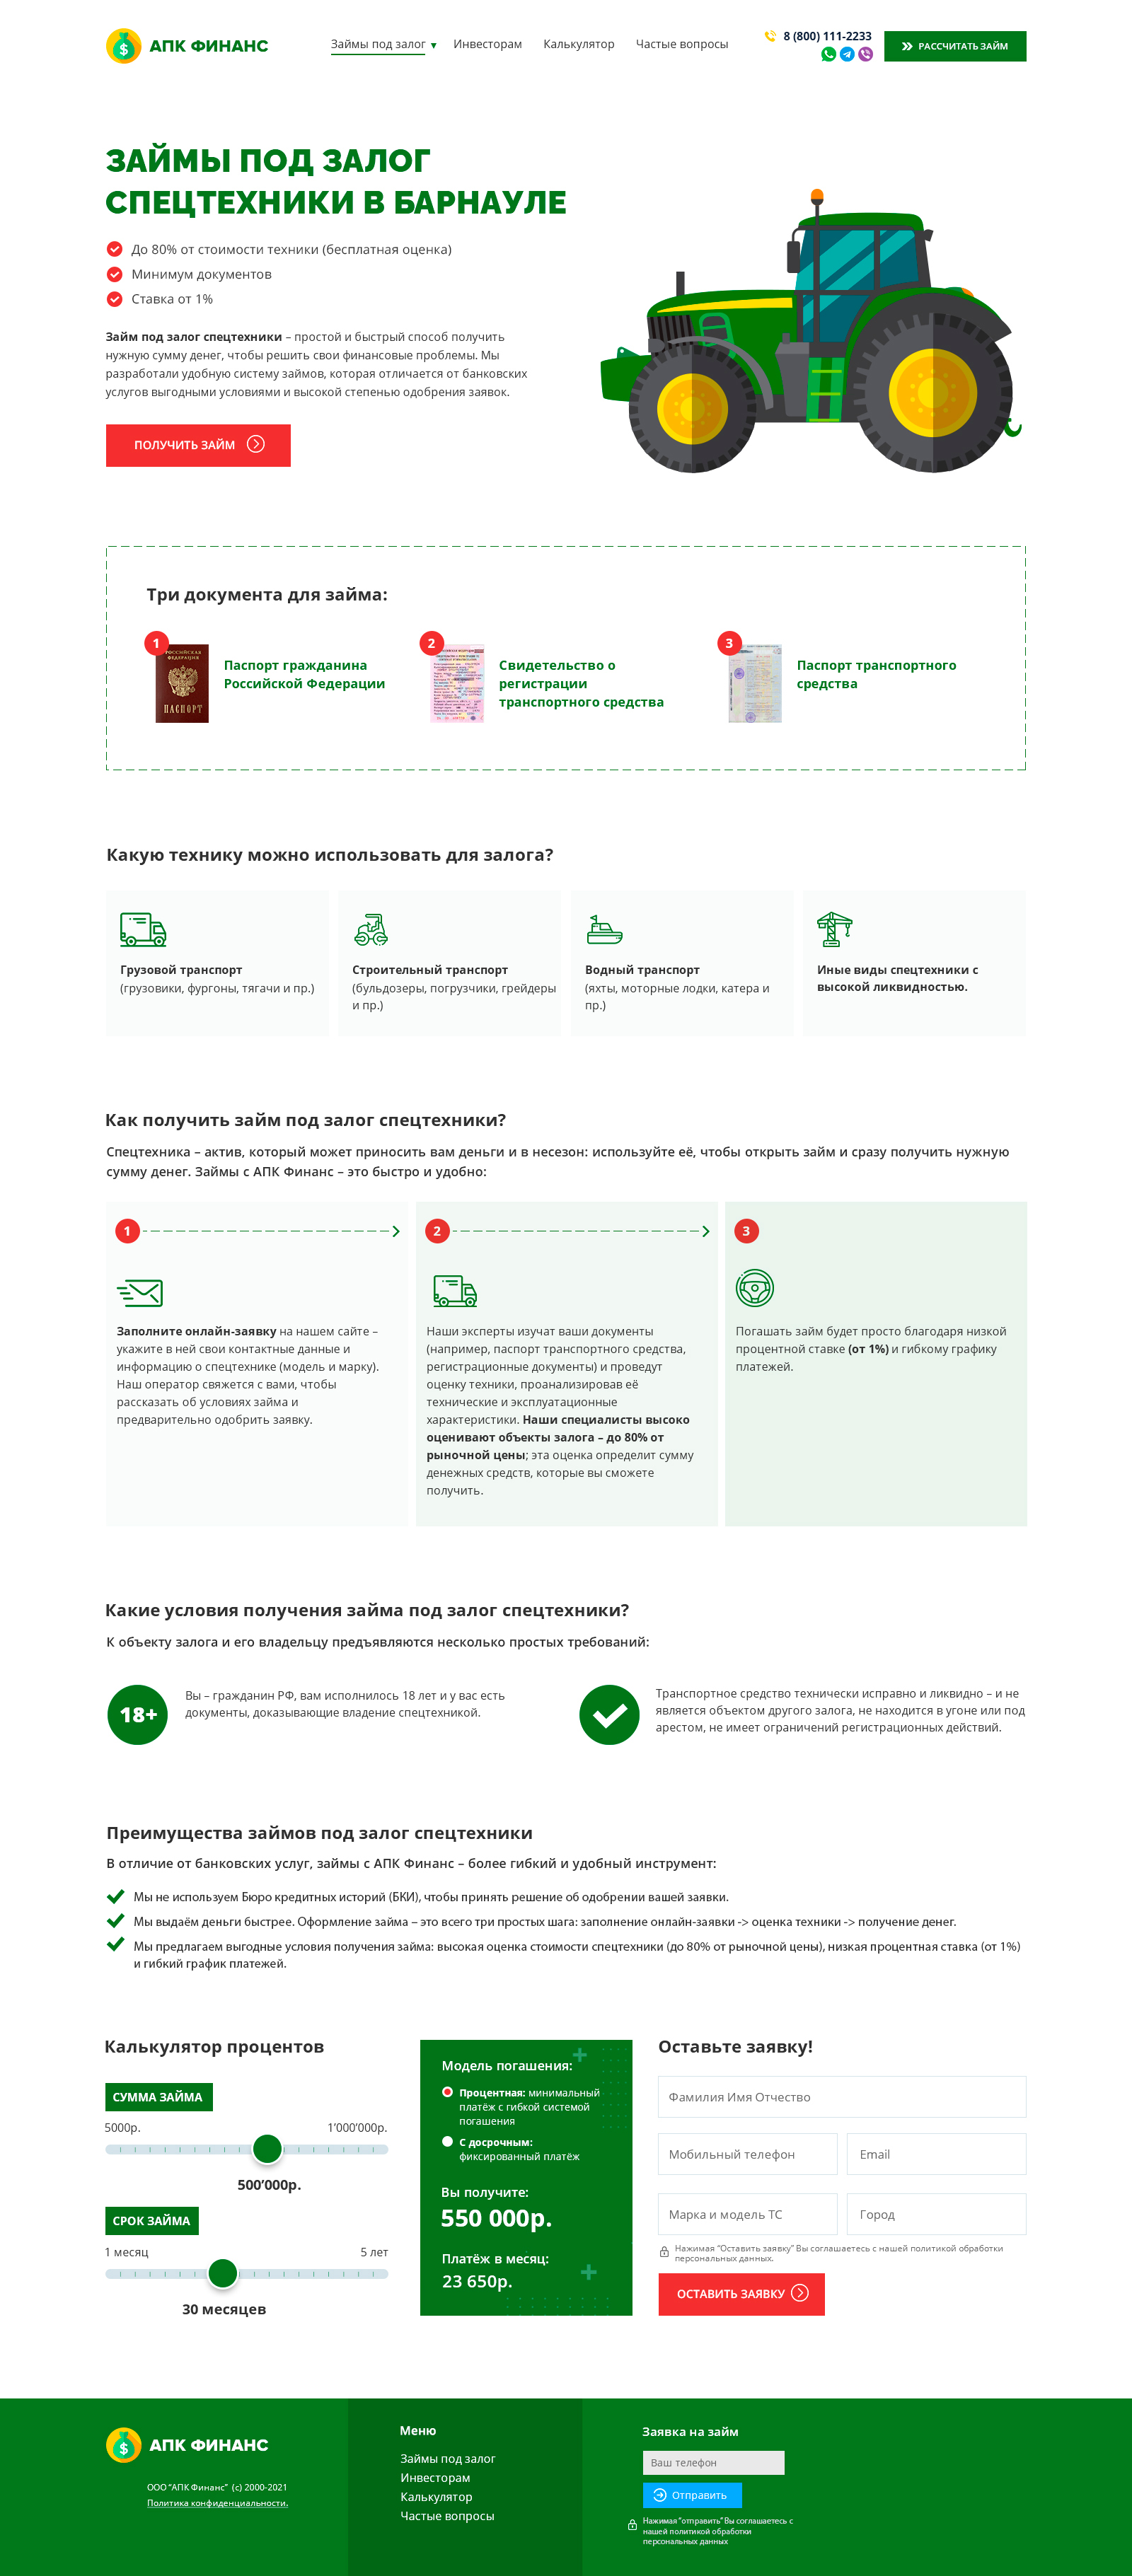 АПК ФИНАНС
Займы под залог ▼
Инвесторам
Калькулятор
Частые вопросы
8 (800) 111-2233
РАССЧИТАТЬ ЗАЙМ
ЗАЙМЫ ПОД ЗАЛОГ
СПЕЦТЕХНИКИ В БАРНАУЛЕ
До 80% от стоимости техники (бесплатная оценка)
Минимум документов
Ставка от 1%
Займ под залог спецтехники – простой и быстрый способ получить
нужную сумму денег, чтобы решить свои финансовые проблемы. Мы
разработали удобную систему займов, которая отличается от банковских
услугов выгодными условиями и высокой степенью одобрения заявок.
ПОЛУЧИТЬ ЗАЙМ
Три документа для займа:
1
РОССИЙСКАЯ
ФЕДЕРАЦИЯ
ПАСПОРТ
Паспорт гражданина
Российской Федерации
2
Свидетельство о
регистрации
транспортного средства
3
Паспорт транспортного
средства
Какую технику можно использовать для залога?
Грузовой транспорт
(грузовики, фургоны, тягачи и пр.)
Строительный транспорт
(бульдозеры, погрузчики, грейдеры
и пр.)
Водный транспорт
(яхты, моторные лодки, катера и
пр.)
Иные виды спецтехники с
высокой ликвидностью.
Как получить займ под залог спецтехники?
Спецтехника – актив, который может приносить вам деньги и в несезон: используйте её, чтобы открыть займ и сразу получить нужную
сумму денег. Займы с АПК Финанс – это быстро и удобно:
1
Заполните онлайн-заявку на нашем сайте –
укажите в ней свои контактные данные и
информацию о спецтехнике (модель и марку).
Наш оператор свяжется с вами, чтобы
рассказать об условиях займа и
предварительно одобрить заявку.
2
Наши эксперты изучат ваши документы
(например, паспорт транспортного средства,
регистрационные документы) и проведут
оценку техники, проанализировав её
технические и эксплуатационные
характеристики. Наши специалисты высоко
оценивают объекты залога – до 80% от
рыночной цены; эта оценка определит сумму
денежных средств, которые вы сможете
получить.
3
Погашать займ будет просто благодаря низкой
процентной ставке (от 1%) и гибкому графику
платежей.
Какие условия получения займа под залог спецтехники?
К объекту залога и его владельцу предъявляются несколько простых требований:
18+
Вы – гражданин РФ, вам исполнилось 18 лет и у вас есть
документы, доказывающие владение спецтехникой.
Транспортное средство технически исправно и ликвидно – и не
является объектом другого залога, не находится в угоне или под
арестом, не имеет ограничений регистрационных действий.
Преимущества займов под залог спецтехники
В отличие от банковских услуг, займы с АПК Финанс – более гибкий и удобный инструмент:
Мы не используем Бюро кредитных историй (БКИ), чтобы принять решение об одобрении вашей заявки.
Мы выдаём деньги быстрее. Оформление займа – это всего три простых шага: заполнение онлайн-заявки -> оценка техники -> получение денег.
Мы предлагаем выгодные условия получения займа: высокая оценка стоимости спецтехники (до 80% от рыночной цены), низкая процентная ставка (от 1%)
и гибкий график платежей.
Калькулятор процентов
СУММА ЗАЙМА
5000р.
1’000’000р.
500’000р.
СРОК ЗАЙМА
1 месяц
5 лет
30 месяцев
Модель погашения:
Процентная: минимальный
платёж с гибкой системой
погашения
С досрочным:
фиксированный платёж
Вы получите:
550 000р.
Платёж в месяц:
23 650р.
Оставьте заявку!
Фамилия Имя Отчество
Мобильный телефон
Email
Марка и модель ТС
Город
Нажимая “Оставить заявку” Вы соглашаетесь с нашей политикой обработки
персональных данных.
ОСТАВИТЬ ЗАЯВКУ
АПК ФИНАНС
ООО “АПК Финанс” (с) 2000-2021
Политика конфиденциальности.
Меню
Займы под залог
Инвесторам
Калькулятор
Частые вопросы
Заявка на займ
Ваш телефон
Отправить
Нажимая “отправить” Вы соглашаетесь с
нашей политикой обработки
персональных данных